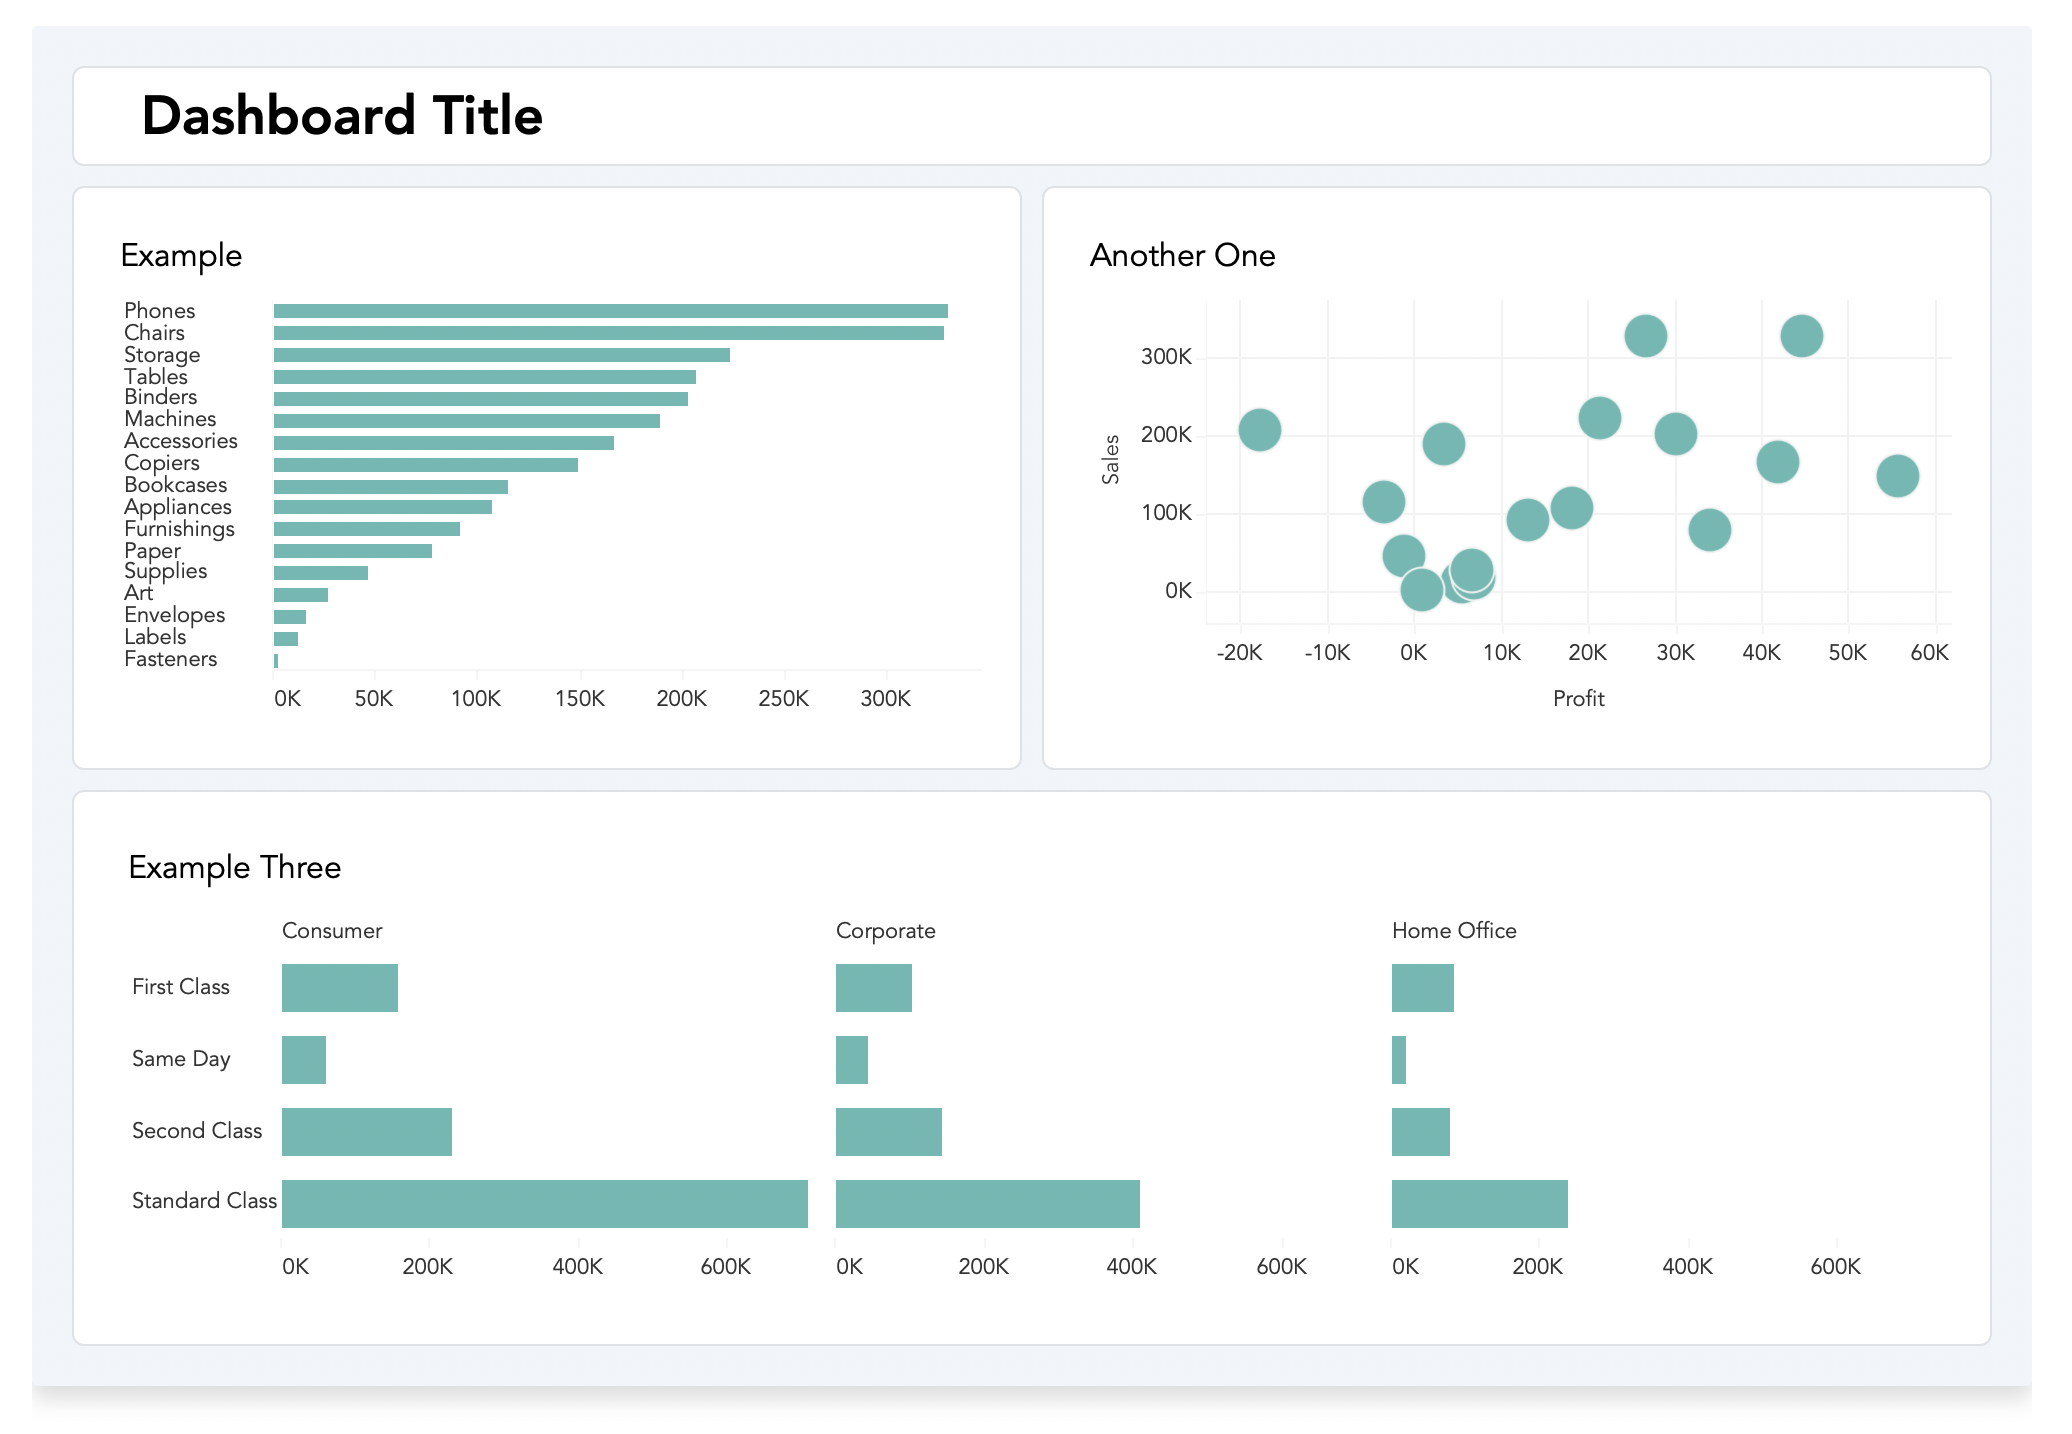 Dashboard Title
Example
Phones
Chairs
Storage
Tables
Binders
Machines
Accessories
Copiers
Bookcases
Appliances
Furnishings
Paper
Supplies
Art
Envelopes
Labels
Fasteners
0K 50K 100K 150K 200K 250K 300K
Another One
300K
200K
100K
0K
Sales
-20K -10K 0K 10K 20K 30K 40K 50K 60K
Profit
Example Three
Consumer Corporate Home Office
First Class
Same Day
Second Class
Standard Class
0K 200K 400K 600K 0K 200K 400K 600K 0K 200K 400K 600K